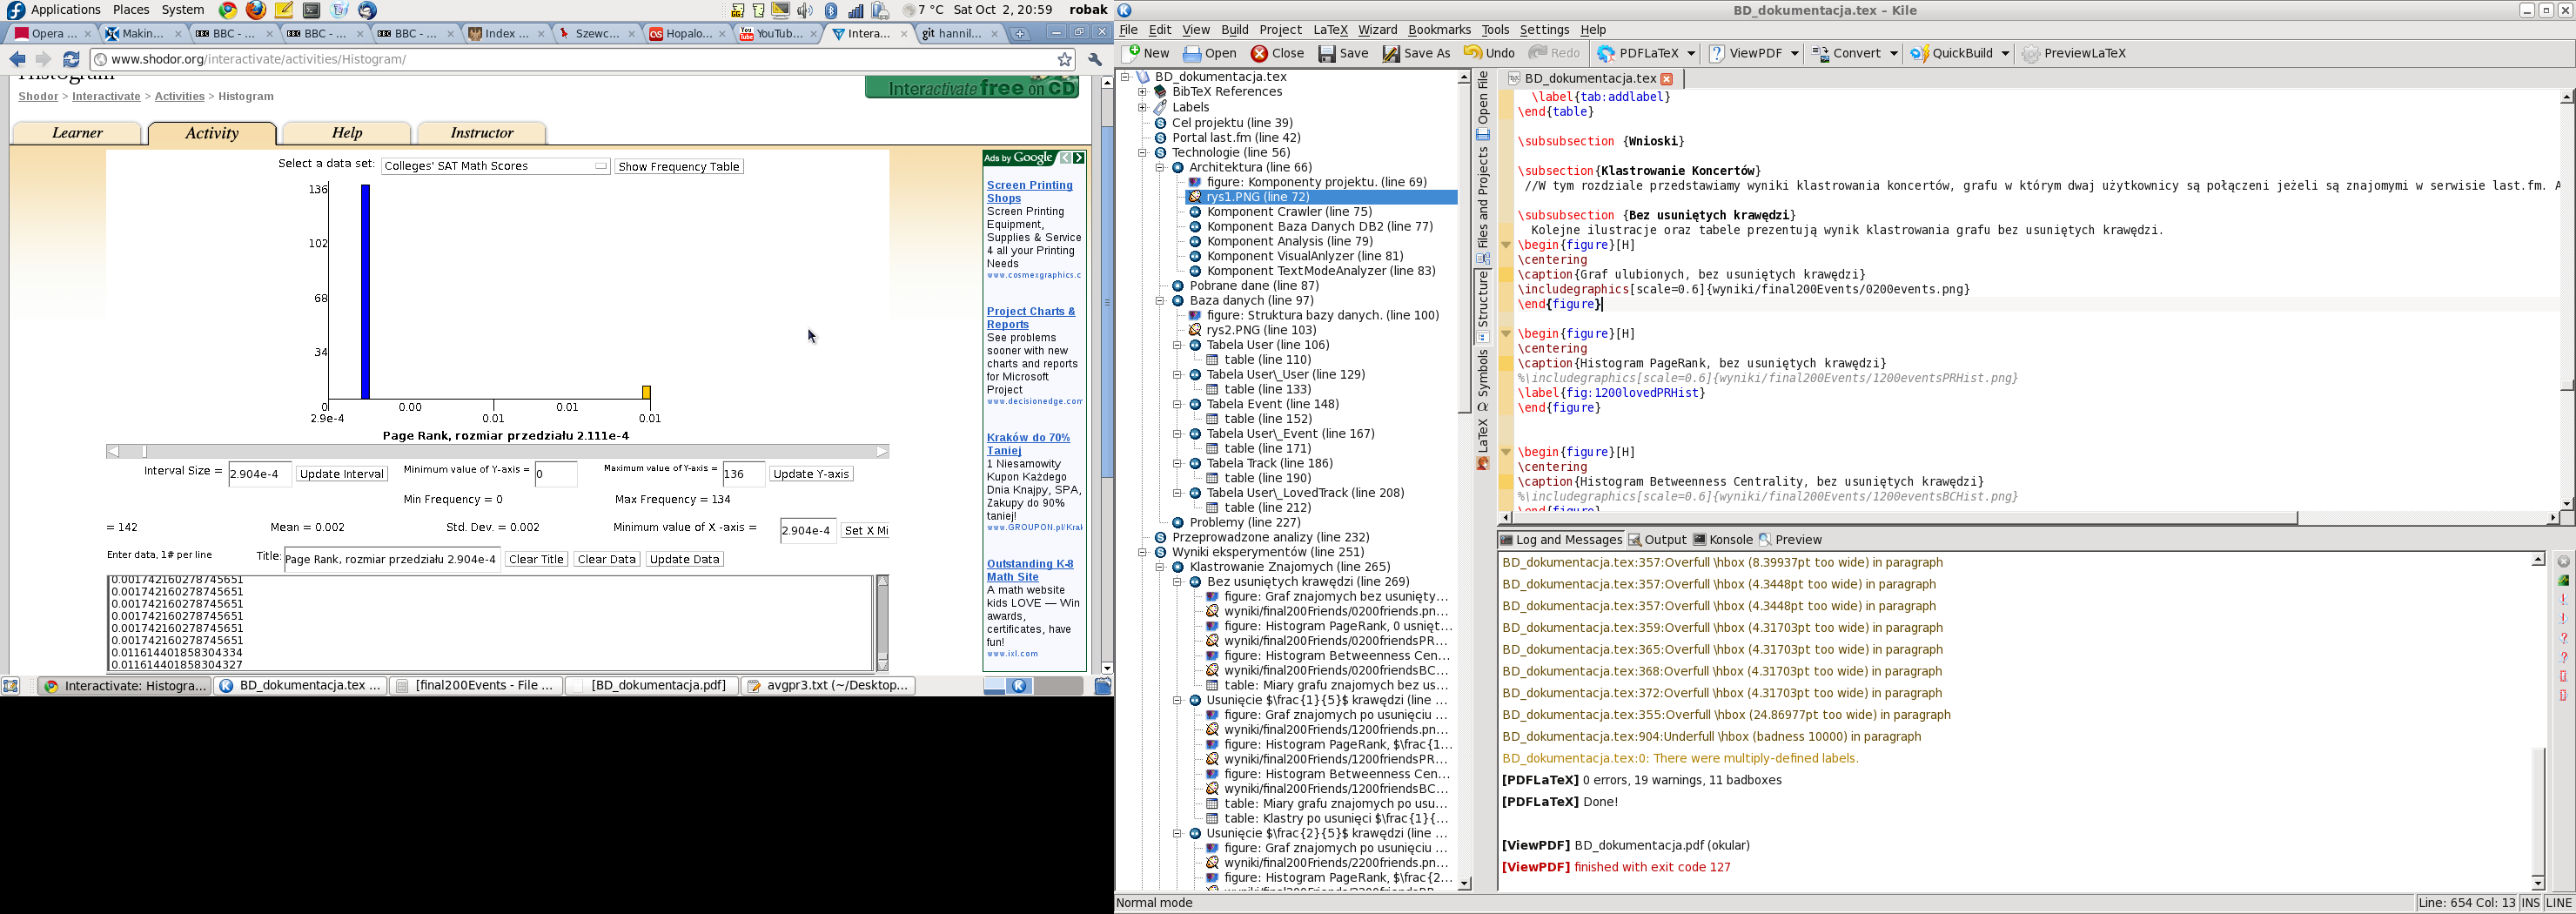 Applications Places System
7 °C Sat Oct 2, 20:59 robak
Opera ... Makin... BBC - ... BBC - ... BBC - ... Index ... Szewc... Hopalo... YouTub... Intera... git hannil...
www.shodor.org/interactivate/activities/Histogram/
Histogram
Shodor > Interactivate > Activities > Histogram
Interactivate free on CD
Learner Activity Help Instructor
Select a data set: Colleges' SAT Math Scores Show Frequency Table
136
102
68
34
0
0.00 0.01
2.9e-4 0.01 0.01
Page Rank, rozmiar przedziału 2.111e-4
Interval Size = 2.904e-4 Update Interval Minimum value of Y-axis = 0 Maximum value of Y-axis = 136 Update Y-axis
Min Frequency = 0 Max Frequency = 134
= 142 Mean = 0.002 Std. Dev. = 0.002 Minimum value of X -axis = 2.904e-4 Set X Mi
Enter data, 1# per line Title: Page Rank, rozmiar przedziału 2.904e-4 Clear Title Clear Data Update Data
0.001742160278745651
0.001742160278745651
0.001742160278745651
0.001742160278745651
0.001742160278745651
0.001742160278745651
0.011614401858304334
0.011614401858304327
Ads by Google
Screen Printing
Shops
Screen Printing
Equipment,
Supplies & Service
4 all your Printing
Needs
www.cosmexgraphics.c
Project Charts &
Reports
See problems
sooner with new
charts and reports
for Microsoft
Project
www.decisionedge.com
Kraków do 70%
Taniej
1 Niesamowity
Kupon Każdego
Dnia Knajpy, SPA,
Zakupy do 90%
taniej!
www.GROUPON.pl/Kral
Outstanding K-8
Math Site
A math website
kids LOVE — Win
awards,
certificates, have
fun!
www.ixl.com
Interactivate: Histogra... BD_dokumentacja.tex ... [final200Events - File ... [BD_dokumentacja.pdf] avgpr3.txt (~/Desktop...
BD_dokumentacja.tex – Kile
File Edit View Build Project LaTeX Wizard Bookmarks Tools Settings Help
New Open Close Save Save As Undo Redo PDFLaTeX ViewPDF Convert QuickBuild PreviewLaTeX
BD_dokumentacja.tex
BibTeX References
Labels
Cel projektu (line 39)
Portal last.fm (line 42)
Technologie (line 56)
Architektura (line 66)
figure: Komponenty projektu. (line 69)
rys1.PNG (line 72)
Komponent Crawler (line 75)
Komponent Baza Danych DB2 (line 77)
Komponent Analysis (line 79)
Komponent VisualAnlyzer (line 81)
Komponent TextModeAnalyzer (line 83)
Pobrane dane (line 87)
Baza danych (line 97)
figure: Struktura bazy danych. (line 100)
rys2.PNG (line 103)
Tabela User (line 106)
table (line 110)
Tabela User\_User (line 129)
table (line 133)
Tabela Event (line 148)
table (line 152)
Tabela User\_Event (line 167)
table (line 171)
Tabela Track (line 186)
table (line 190)
Tabela User\_LovedTrack (line 208)
table (line 212)
Problemy (line 227)
Przeprowadzone analizy (line 232)
Wyniki eksperymentów (line 251)
Klastrowanie Znajomych (line 265)
Bez usuniętych krawędzi (line 269)
figure: Graf znajomych bez usunięty...
wyniki/final200Friends/0200friends.pn...
figure: Histogram PageRank, 0 usnięt...
wyniki/final200Friends/0200friendsPR...
figure: Histogram Betweenness Cen...
wyniki/final200Friends/0200friendsBC...
table: Miary grafu znajomych bez us...
Usunięcie $\frac{1}{5}$ krawędzi (line ...
figure: Graf znajomych po usunięciu ...
wyniki/final200Friends/1200friends.pn...
figure: Histogram PageRank, $\frac{1...
wyniki/final200Friends/1200friendsPR...
figure: Histogram Betweenness Cen...
wyniki/final200Friends/1200friendsBC...
table: Miary grafu znajomych po usu...
table: Klastry po usunięci $\frac{1}{...
Usunięcie $\frac{2}{5}$ krawędzi (line ...
figure: Graf znajomych po usunięciu ...
wyniki/final200Friends/2200friends.pn...
figure: Histogram PageRank, $\frac{2...
Open File
Files and Projects
Structure
Symbols
LaTeX
BD_dokumentacja.tex
\label{tab:addlabel}
\end{table}
\subsubsection {Wnioski}
\subsection{Klastrowanie Koncertów}
//W tym rozdziale przedstawiamy wyniki klastrowania koncertów, grafu w którym dwaj użytkownicy są połączeni jeżeli są znajomymi w serwisie last.fm. A
\subsubsection {Bez usuniętych krawędzi}
Kolejne ilustracje oraz tabele prezentują wynik klastrowania grafu bez usuniętych krawędzi.
\begin{figure}[H]
\centering
\caption{Graf ulubionych, bez usuniętych krawędzi}
\includegraphics[scale=0.6]{wyniki/final200Events/0200events.png}
\end{figure}
\begin{figure}[H]
\centering
\caption{Histogram PageRank, bez usuniętych krawędzi}
%\includegraphics[scale=0.6]{wyniki/final200Events/1200eventsPRHist.png}
\label{fig:1200lovedPRHist}
\end{figure}
\begin{figure}[H]
\centering
\caption{Histogram Betweenness Centrality, bez usuniętych krawędzi}
%\includegraphics[scale=0.6]{wyniki/final200Events/1200eventsBCHist.png}
\end{figure}
Log and Messages Output Konsole Preview
BD_dokumentacja.tex:357:Overfull \hbox (8.39937pt too wide) in paragraph
BD_dokumentacja.tex:357:Overfull \hbox (4.3448pt too wide) in paragraph
BD_dokumentacja.tex:357:Overfull \hbox (4.3448pt too wide) in paragraph
BD_dokumentacja.tex:359:Overfull \hbox (4.31703pt too wide) in paragraph
BD_dokumentacja.tex:365:Overfull \hbox (4.31703pt too wide) in paragraph
BD_dokumentacja.tex:368:Overfull \hbox (4.31703pt too wide) in paragraph
BD_dokumentacja.tex:372:Overfull \hbox (4.31703pt too wide) in paragraph
BD_dokumentacja.tex:355:Overfull \hbox (24.86977pt too wide) in paragraph
BD_dokumentacja.tex:904:Underfull \hbox (badness 10000) in paragraph
BD_dokumentacja.tex:0: There were multiply-defined labels.
[PDFLaTeX] 0 errors, 19 warnings, 11 badboxes
[PDFLaTeX] Done!
[ViewPDF] BD_dokumentacja.pdf (okular)
[ViewPDF] finished with exit code 127
Normal mode
Line: 654 Col: 13 INS LINE